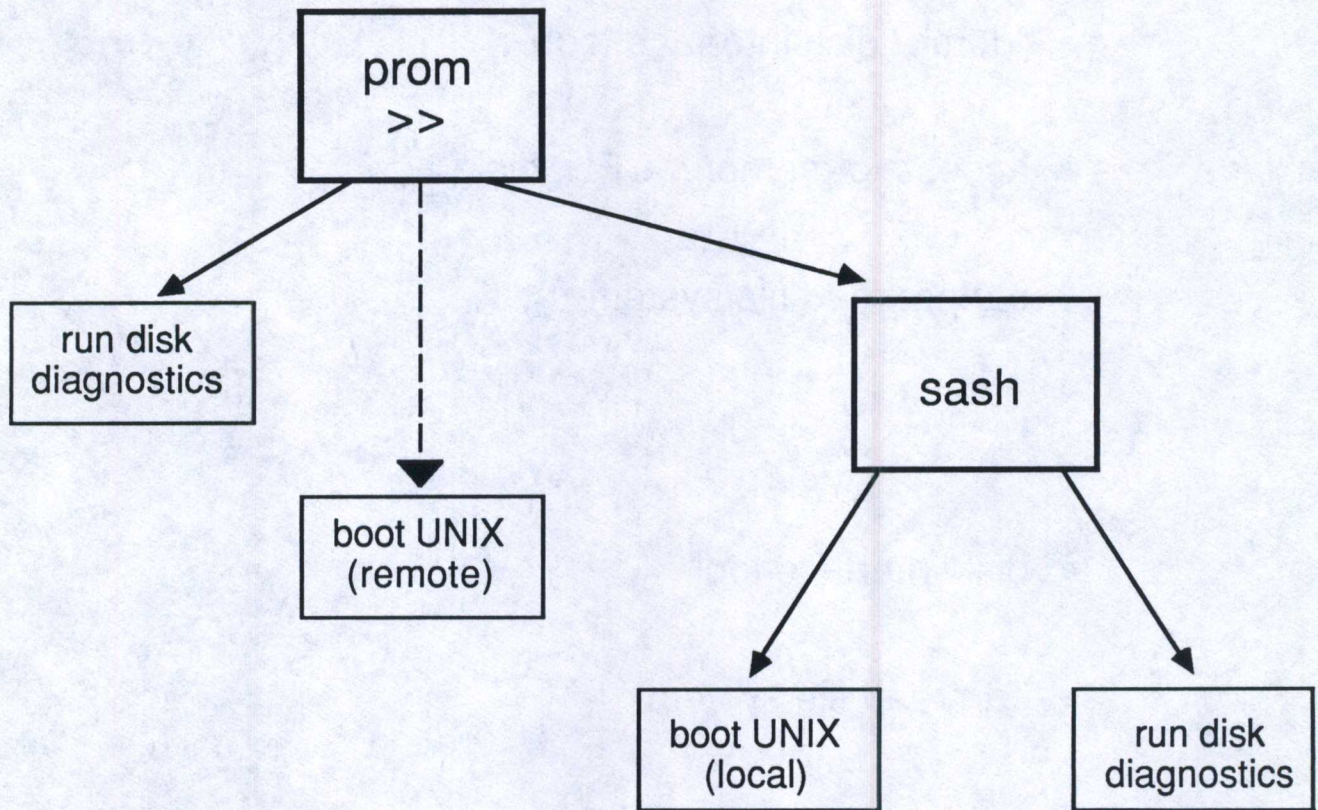 prom
>>
run disk
diagnostics
sash
boot UNIX
(remote)
boot UNIX
(local)
run disk
diagnostics